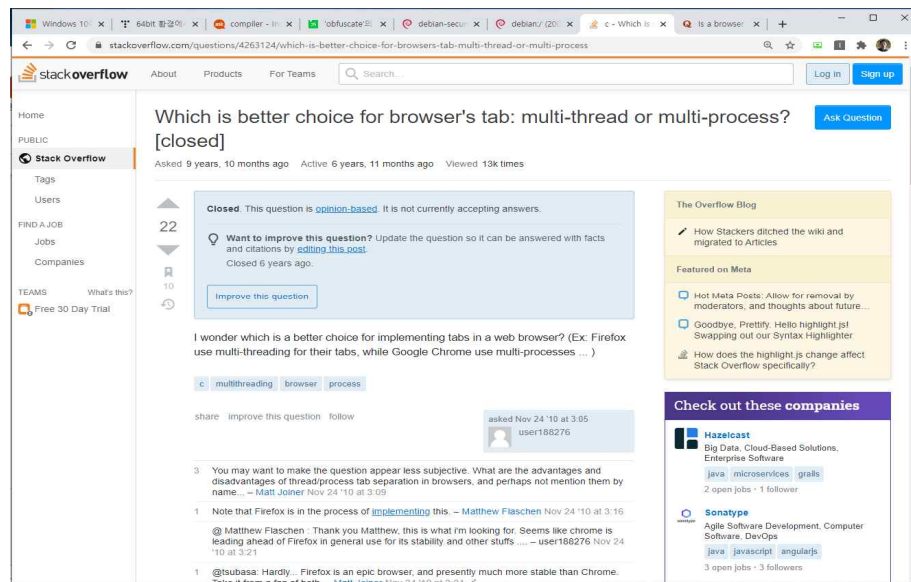 Windows 10
64bit 환경에
compiler - In
'obfuscate'의
debian-secur
debian:/ (20
c - Which is
Is a browser
stackoverflow.com/questions/4263124/which-is-better-choice-for-browsers-tab-multi-thread-or-multi-process
stack overflow
About
Products
For Teams
Search...
Log in
Sign up
Home
PUBLIC
Stack Overflow
Tags
Users
FIND A JOB
Jobs
Companies
TEAMS
What's this?
Free 30 Day Trial
Which is better choice for browser's tab: multi-thread or multi-process?
[closed]
Ask Question
Asked 9 years, 10 months ago Active 6 years, 11 months ago Viewed 13k times
22
10
Closed. This question is opinion-based. It is not currently accepting answers.
Want to improve this question? Update the question so it can be answered with facts
and citations by editing this post.
Closed 6 years ago.
Improve this question
I wonder which is a better choice for implementing tabs in a web browser? (Ex: Firefox
use multi-threading for their tabs, while Google Chrome use multi-processes ... )
c multithreading browser process
share improve this question follow
asked Nov 24 '10 at 3:05
user188276
3 You may want to make the question appear less subjective. What are the advantages and
disadvantages of thread/process tab separation in browsers, and perhaps not mention them by
name... – Matt Joiner Nov 24 '10 at 3:09
1 Note that Firefox is in the process of implementing this. – Matthew Flaschen Nov 24 '10 at 3:16
@ Matthew Flaschen : Thank you Matthew, this is what i'm looking for. Seems like chrome is
leading ahead of Firefox in general use for its stability and other stuffs .... – user188276 Nov 24
'10 at 3:21
1 @tsubasa: Hardly... Firefox is an epic browser, and presently much more stable than Chrome.
The Overflow Blog
How Stackers ditched the wiki and
migrated to Articles
Featured on Meta
Hot Meta Posts: Allow for removal by
moderators, and thoughts about future...
Goodbye, Prettify. Hello highlight.js!
Swapping out our Syntax Highlighter
How does the highlight.js change affect
Stack Overflow specifically?
Check out these companies
Hazelcast
Big Data, Cloud-Based Solutions,
Enterprise Software
java microservices grails
2 open jobs · 1 follower
sonatype
Sonatype
Agile Software Development, Computer
Software, DevOps
java javascript angularjs
3 open jobs · 3 followers